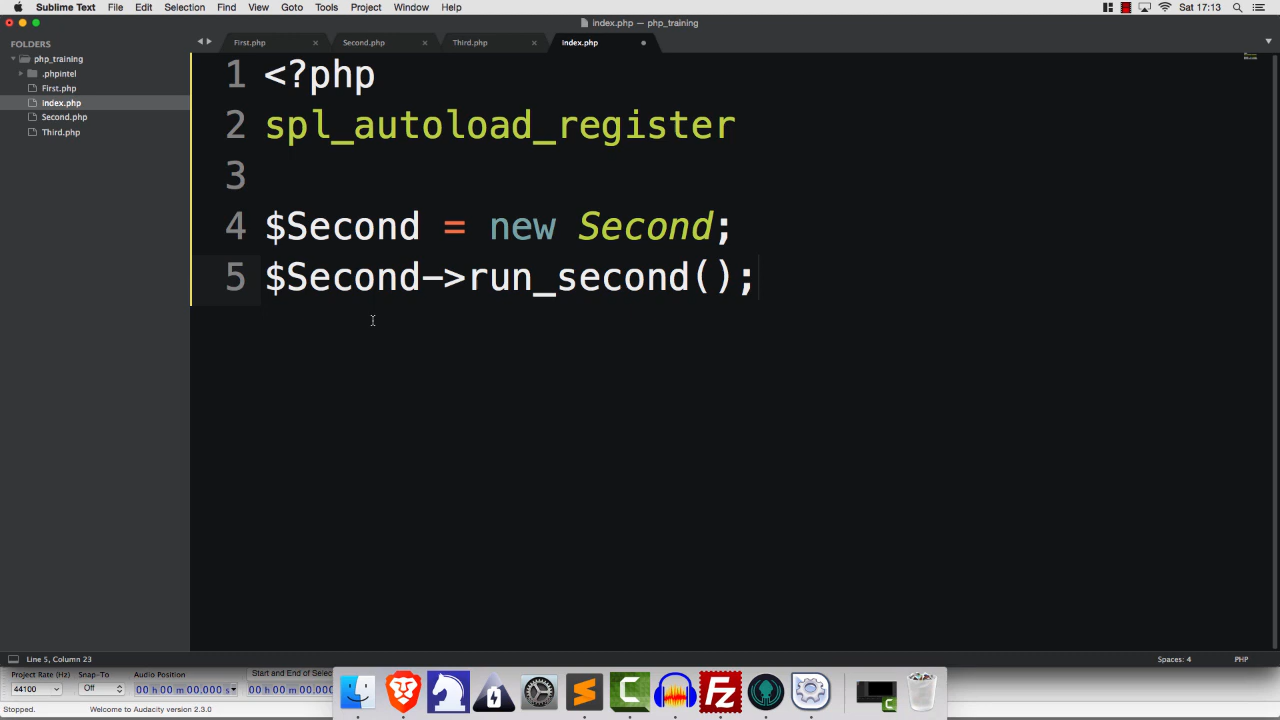 Sublime Text File Edit Selection Find View Goto Tools Project Window Help Sat 17:13
index.php — php_training
FOLDERS
php_training
.phpintel
First.php
index.php
Second.php
Third.php
First.php Second.php Third.php index.php
1 <?php
2 spl_autoload_register
3
4 $Second = new Second;
5 $Second->run_second();
Line 5, Column 23 Spaces: 4 PHP
Project Rate (Hz) Snap-To Audio Position Start and End of Selec
44100 Off 00 h 00 m 00.000 s 00 h 00 m 00.000
Stopped. Welcome to Audacity version 2.3.0